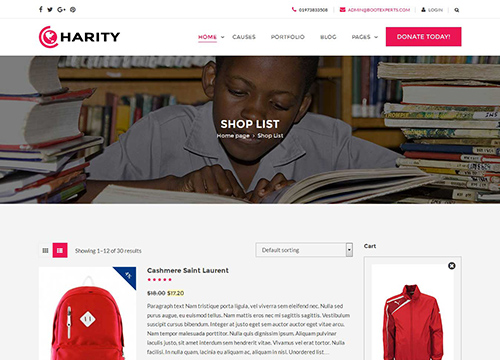 01973833508 ADMIN@BOOTEXPERTS.COM LOGIN
HARITY
HOME CAUSES PORTFOLIO BLOG PAGES DONATE TODAY!
SHOP LIST
Home page Shop List
Showing 1–12 of 30 results
Default sorting
Cart
4%
Cashmere Saint Laurent
$18.00 $17.20
Paragraph text Nam tristique porta ligula, vel viverra sem eleifend nec. Nulla sed purus
augue, eu euismod tellus. Nam mattis eros nec mi sagittis sagittis. Vestibulum
suscipit cursus bibendum. Integer at justo eget sem auctor auctor eget vitae arcu.
Nam tempor malesuada porttitor. Nulla quis dignissim ipsum. Aliquam pulvinar
iaculis justo, sit amet interdum sem hendrerit vitae. Vivamus vel erat tortor. Nulla
facilisi. In nulla quam, lacinia eu aliquam ac, aliquam in nisl. Unordered list…